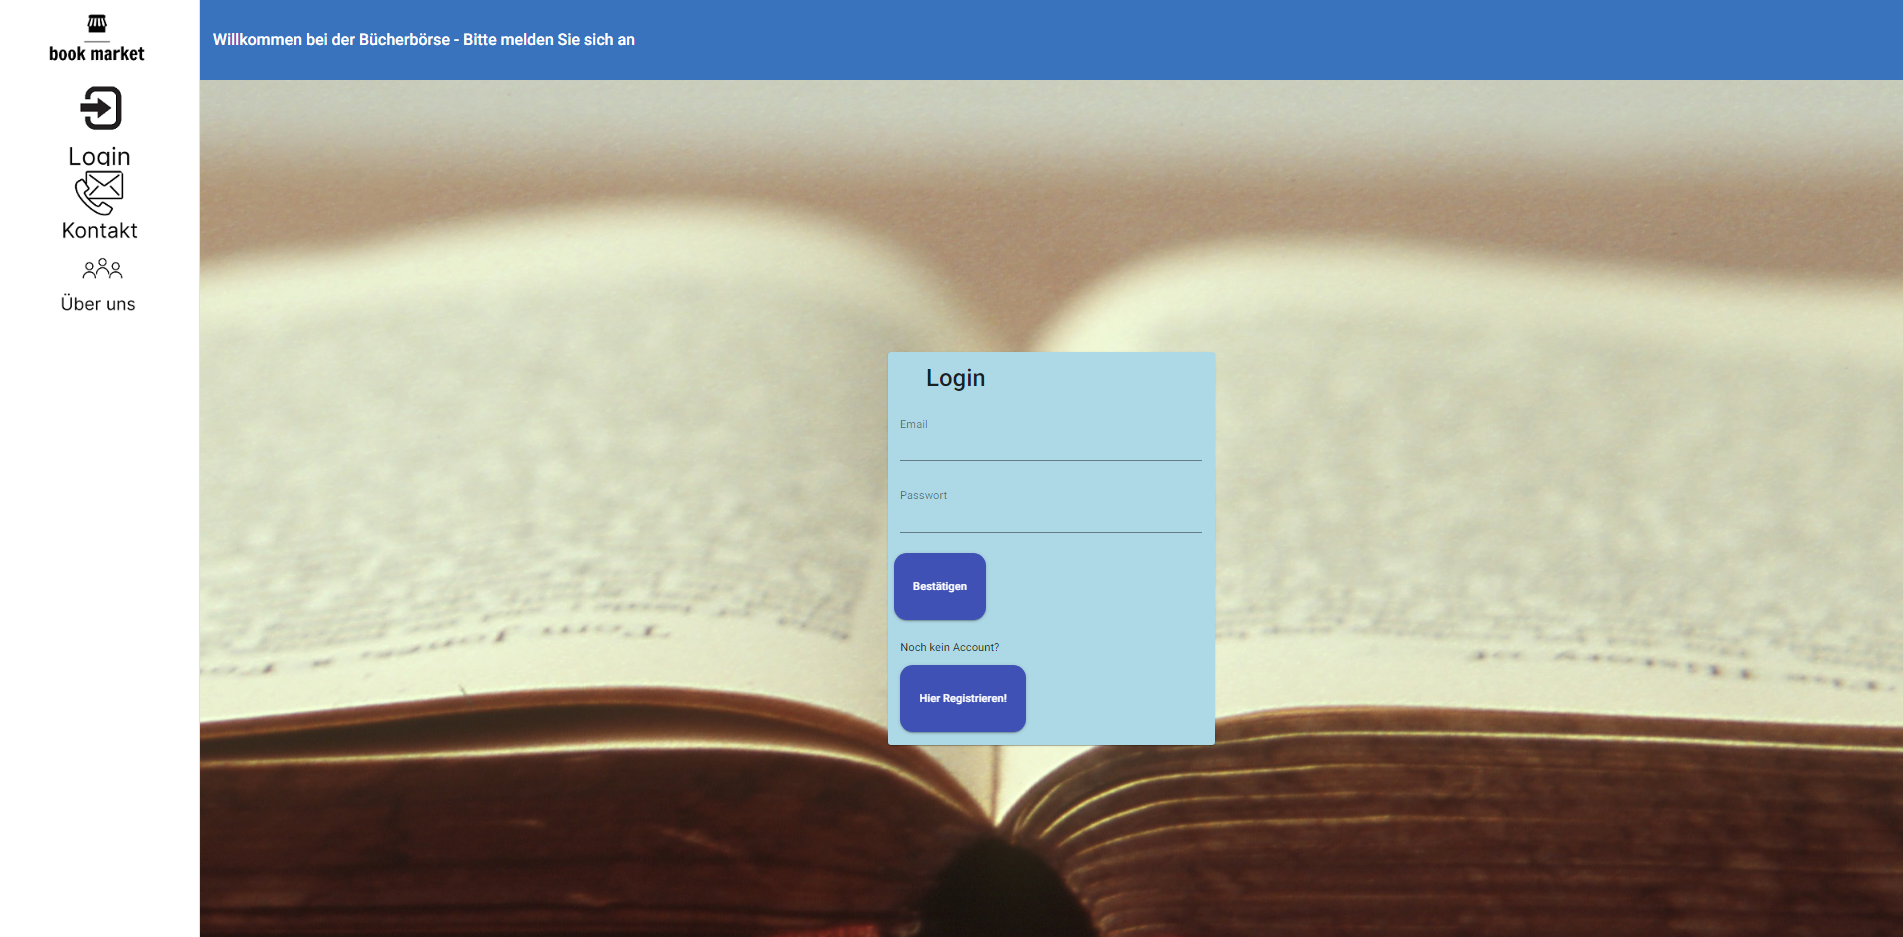 book market
Login
Kontakt
Über uns
Willkommen bei der Bücherbörse - Bitte melden Sie sich an
Login
Email
Passwort
Bestätigen
Noch kein Account?
Hier Registrieren!